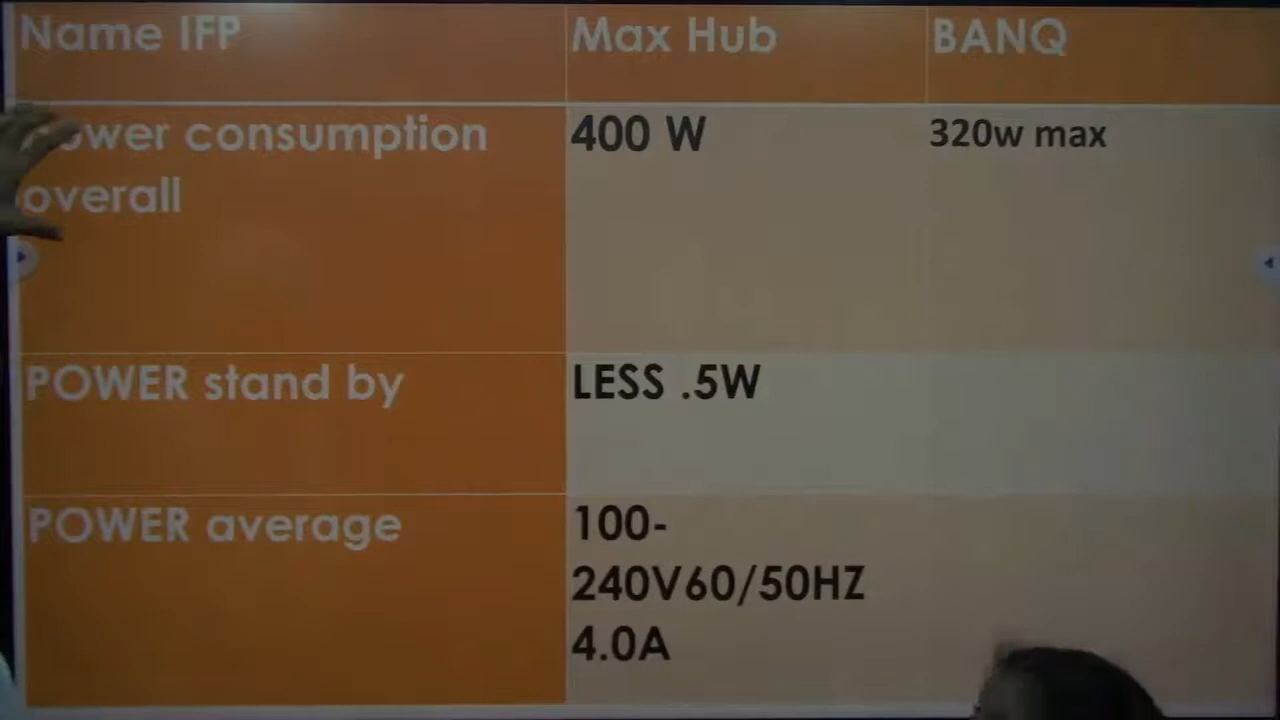 Name IFP Max Hub BANQ
Power consumption 400 W 320w max
overall
POWER stand by LESS .5W
POWER average 100-
240V60/50HZ
4.0A